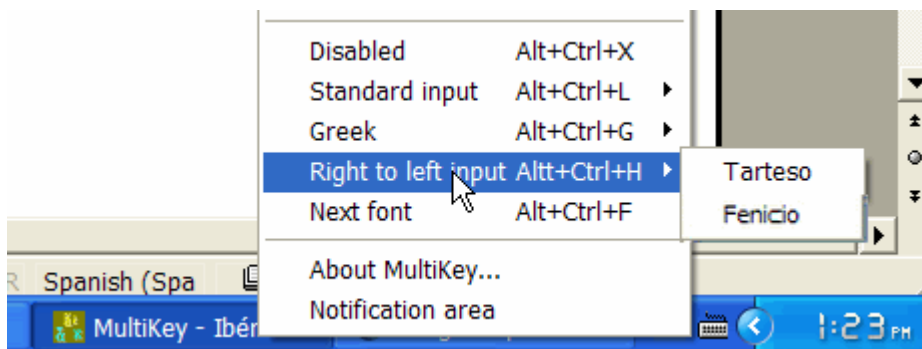 Disabled Alt+Ctrl+X
Standard input Alt+Ctrl+L
Greek Alt+Ctrl+G
Right to left input Altt+Ctrl+H
Tarteso
Next font Alt+Ctrl+F
Fenicio
About MultiKey...
Spanish (Spa
Notification area
MultiKey - Ibér
1:23 PM